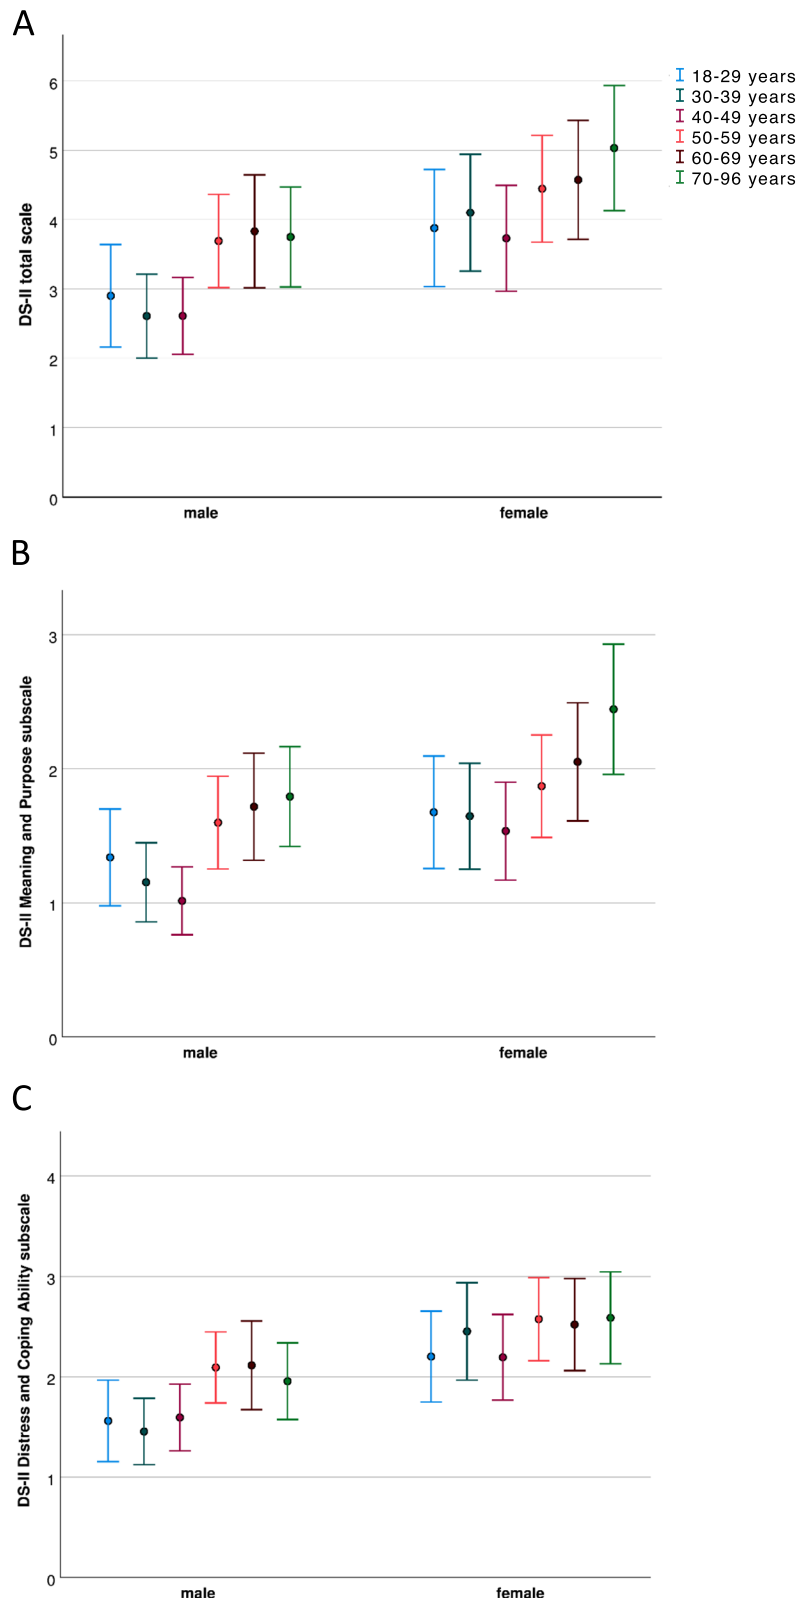 A
6
5
4
3
2
1
0
DS-II total scale
male female
18-29 years
30-39 years
40-49 years
50-59 years
60-69 years
70-96 years
B
3
2
1
0
DS-II Meaning and Purpose subscale
male female
C
4
3
2
1
0
DS-II Distress and Coping Ability subscale
male female